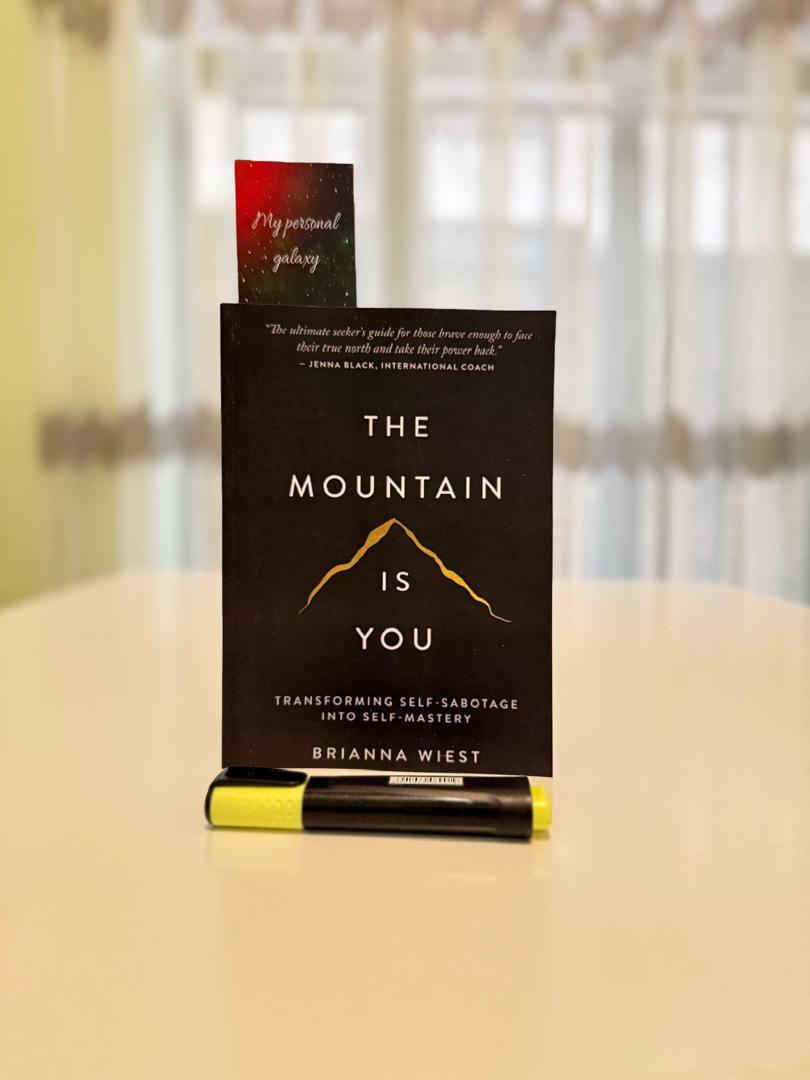 My personal
galaxy
"The ultimate seeker's guide for those brave enough to face
their true north and take their power back."
– JENNA BLACK, INTERNATIONAL COACH
THE
MOUNTAIN
IS
YOU
TRANSFORMING SELF-SABOTAGE
INTO SELF-MASTERY
BRIANNA WIEST